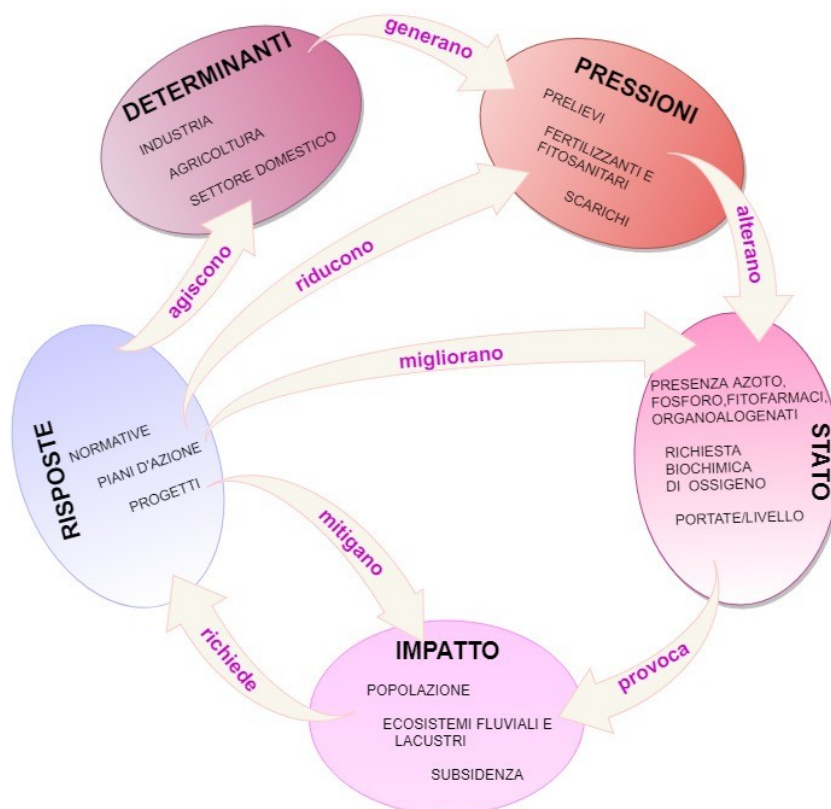 generano
DETERMINANTI
INDUSTRIA
AGRICOLTURA
SETTORE DOMESTICO
PRESSIONI
PRELIEVI
FERTILIZZANTI E
FITOSANITARI
SCARICHI
alterano
agiscono
riducono
migliorano
STATO
PRESENZA AZOTO,
FOSFORO,FITOFARMACI,
ORGANOALOGENATI
RICHIESTA
BIOCHIMICA
DI OSSIGENO
PORTATE/LIVELLO
RISPOSTE
NORMATIVE
PIANI D'AZIONE
PROGETTI
mitigano
richiede
provoca
IMPATTO
POPOLAZIONE
ECOSISTEMI FLUVIALI E
LACUSTRI
SUBSIDENZA